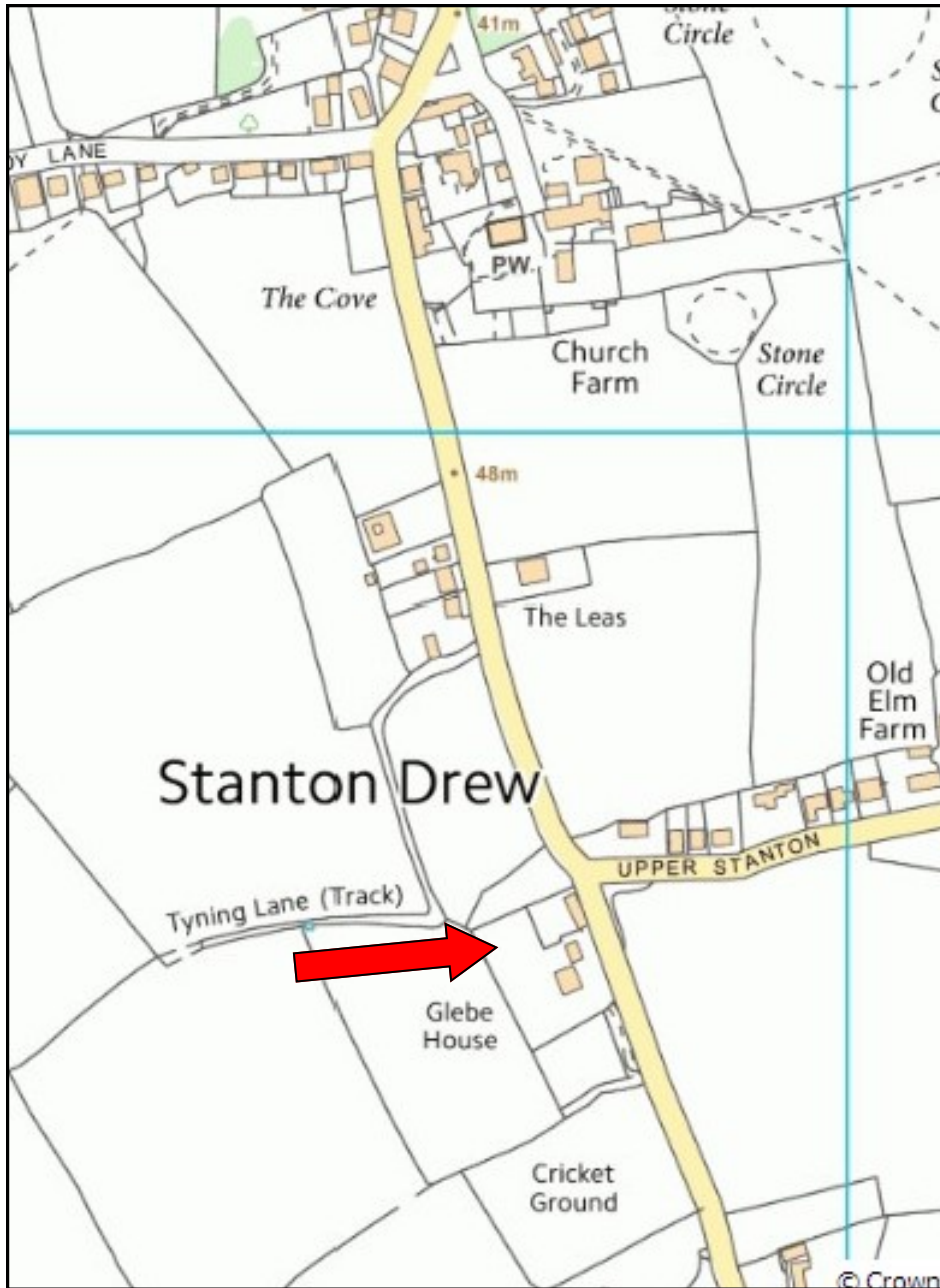 41m
Stone
Circle
LANE
PW
The Cove
Church
Farm
Stone
Circle
48m
The Leas
Old
Elm
Farm
Stanton Drew
UPPER STANTON
Tyning Lane (Track)
Glebe
House
Cricket
Ground
© Crown